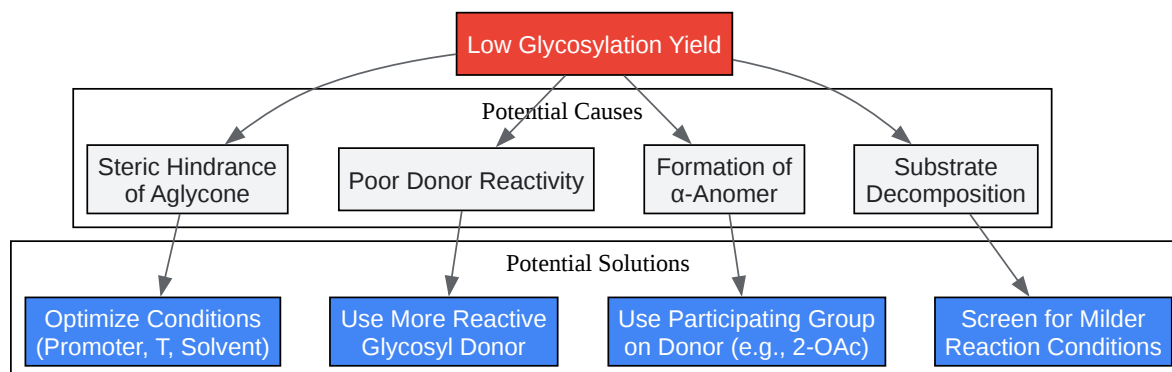 Low Glycosylation Yield
Potential Causes
Steric Hindrance
of Aglycone
Poor Donor Reactivity
Formation of
α-Anomer
Substrate
Decomposition
Potential Solutions
Optimize Conditions
(Promoter, T, Solvent)
Use More Reactive
Glycosyl Donor
Use Participating Group
on Donor (e.g., 2-OAc)
Screen for Milder
Reaction Conditions